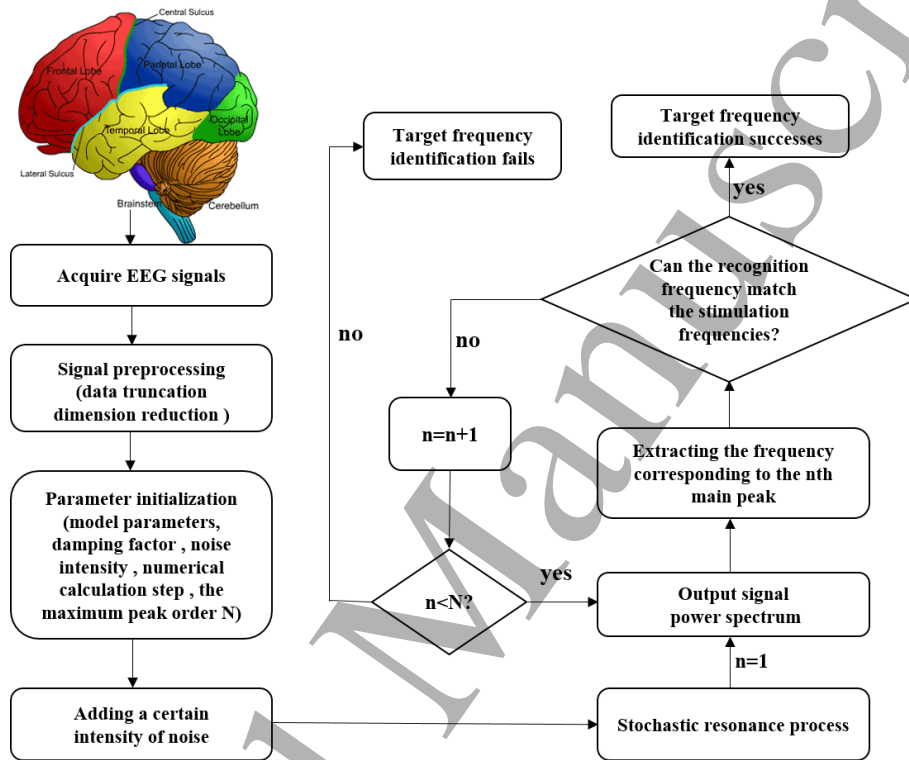 Central Sulcus
Frontal Lobe
Parietal Lobe
Occipital
Lobe
Temporal Lobe
Lateral Sulcus
Brainstem
Cerebellum
Acquire EEG signals
Signal preprocessing
(data truncation
dimension reduction )
Parameter initialization
(model parameters,
damping factor , noise
intensity , numerical
calculation step , the
maximum peak order N)
Adding a certain
intensity of noise
Target frequency
identification fails
no
Target frequency
identification successes
yes
Can the recognition
frequency match
the stimulation
frequencies?
no
n=n+1
n<N?
yes
Extracting the frequency
corresponding to the nth
main peak
Output signal
power spectrum
n=1
Stochastic resonance process